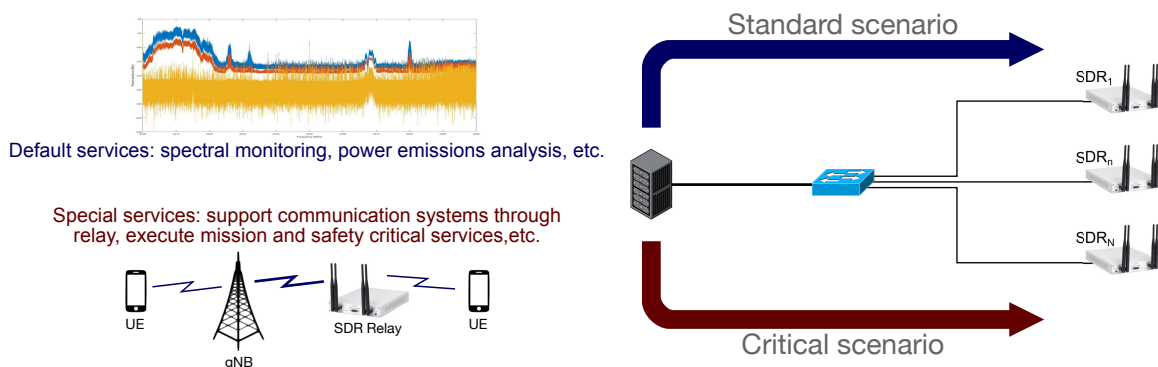 Standard scenario
SDR1
Default services: spectral monitoring, power emissions analysis, etc.
SDRn
Special services: support communication systems through
relay, execute mission and safety critical services,etc.
SDRN
UE
SDR Relay
UE
gNB
Critical scenario